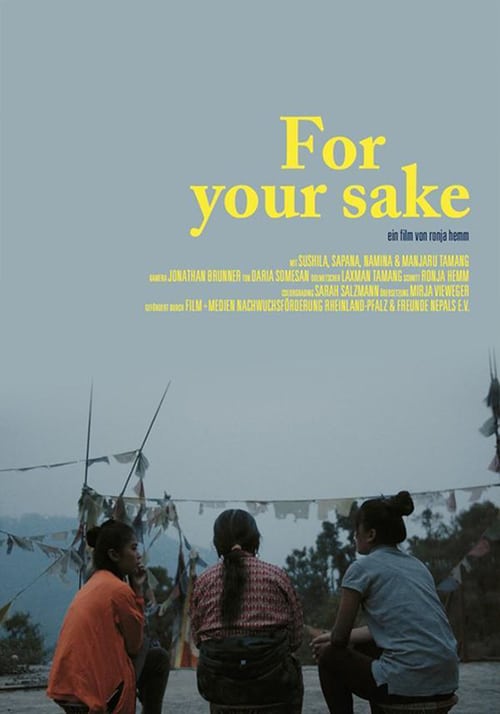 For
your sake
ein film von ronja hemm
MIT SUSHILA, SAPANA, NAMINA & MANJARU TAMANG
KAMERA JONATHAN BRUNNER TON DARIA SOMESAN DOLMETSCHER LAXMAN TAMANG SCHNITT RONJA HEMM
COLORGRADING SARAH SALZMANN ÜBERSETZUNG MIRJA VIEWEGER
GEFÖRDERT DURCH FILM - MEDIEN NACHWUCHSFÖRDERUNG RHEINLAND-PFALZ & FREUNDE NEPALS E.V.